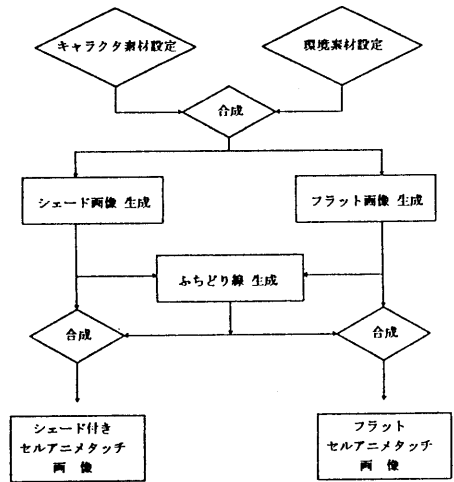 キャラクタ素材設定
環境素材設定
合成
シェード画像 生成
フラット画像 生成
ふちどり線 生成
合成
合成
シェード付き
セルアニメタッチ
画 像
フラット
セルアニメタッチ
画 像